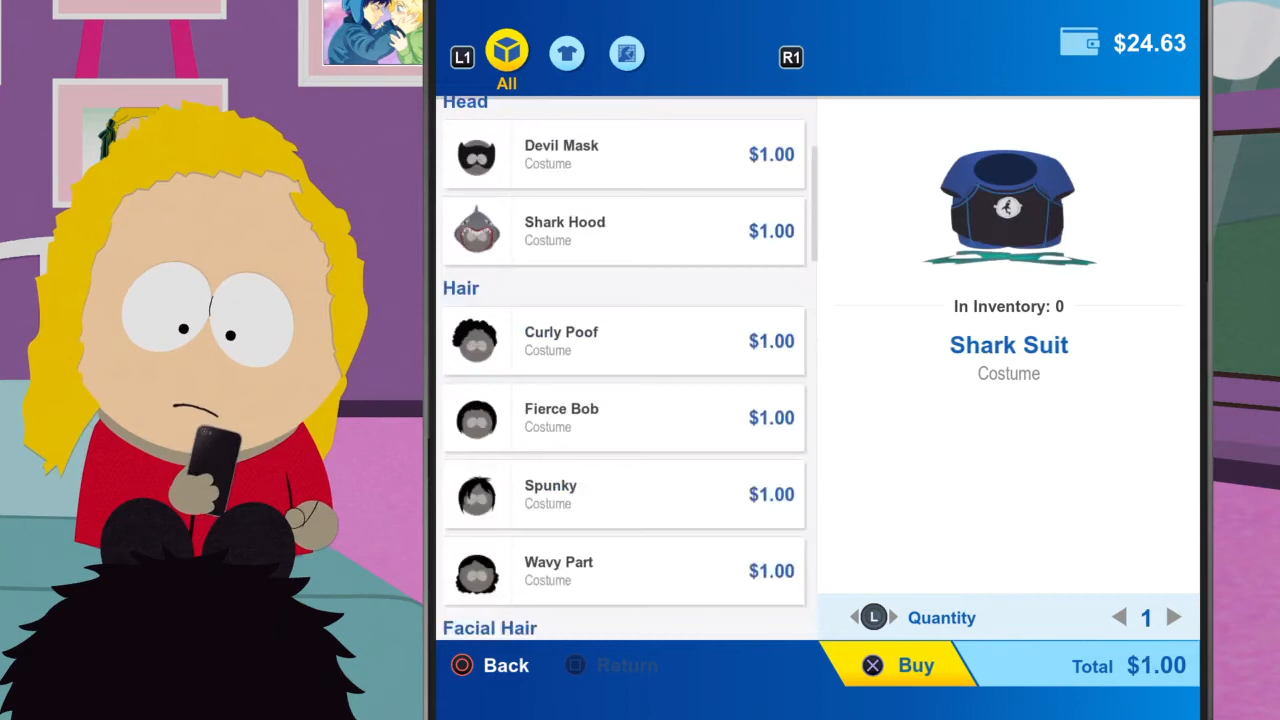 L1
All
R1
$24.63
Head
Devil Mask
Costume
$1.00
Shark Hood
Costume
$1.00
Hair
Curly Poof
Costume
$1.00
Fierce Bob
Costume
$1.00
Spunky
Costume
$1.00
Wavy Part
Costume
$1.00
Facial Hair
In Inventory: 0
Shark Suit
Costume
L Quantity 1
Back
Return
Buy
Total $1.00